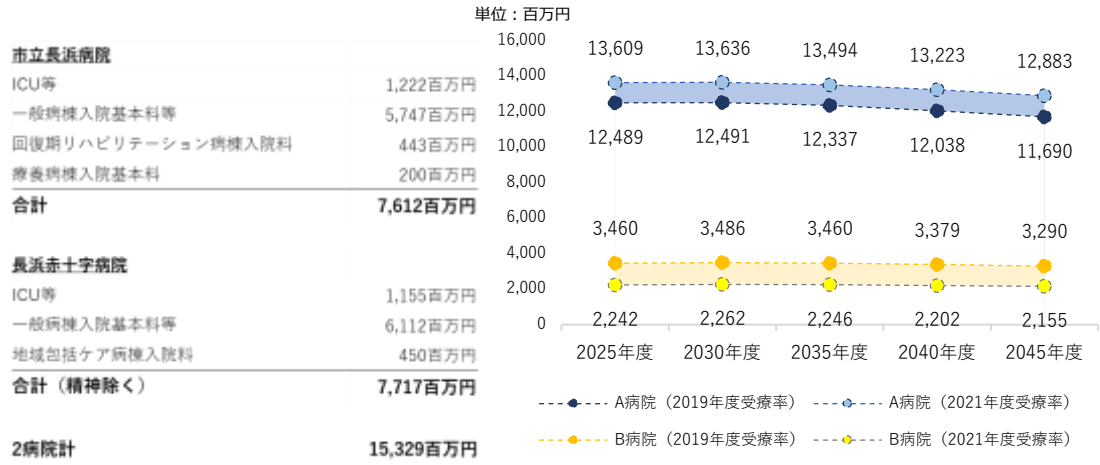 単位：百万円
市立長浜病院
ICU等 1,222百万円
一般病棟入院基本料等 5,747百万円
回復期リハビリテーション病棟入院料 443百万円
療養病棟入院基本料 200百万円
合計 7,612百万円
長浜赤十字病院
ICU等 1,155百万円
一般病棟入院基本料等 6,112百万円
地域包括ケア病棟入院料 450百万円
合計（精神除く） 7,717百万円
2病院計 15,329百万円
16,000
14,000
12,000
10,000
8,000
6,000
4,000
2,000
0
13,609 13,636 13,494 13,223 12,883
12,489 12,491 12,337 12,038 11,690
3,460 3,486 3,460 3,379 3,290
2,242 2,262 2,246 2,202 2,155
2025年度 2030年度 2035年度 2040年度 2045年度
A病院（2019年度受療率） A病院（2021年度受療率）
B病院（2019年度受療率） B病院（2021年度受療率）